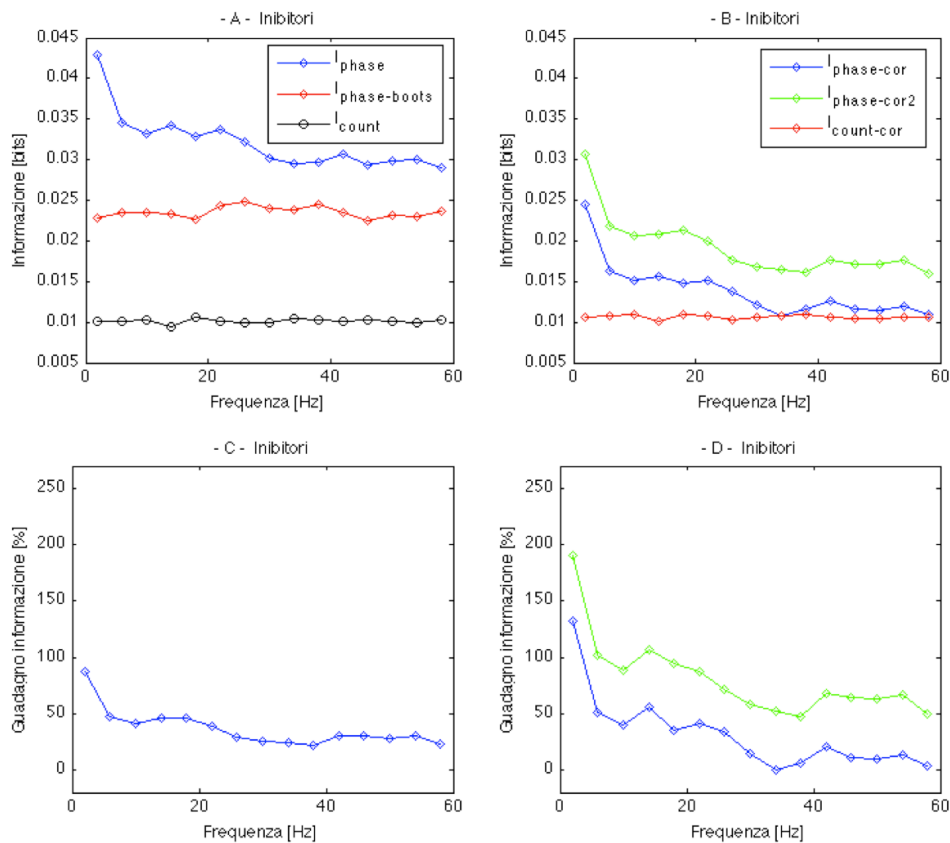 - A - Inibitori
0.045
0.04
0.035
0.03
0.025
0.02
0.015
0.01
0.005
Informazione [bits]
0 20 40 60
Frequenza [Hz]
I phase
I phase-boots
I count
- B - Inibitori
0.045
0.04
0.035
0.03
0.025
0.02
0.015
0.01
0.005
Informazione [bits]
0 20 40 60
Frequenza [Hz]
I phase-cor
I phase-cor2
I count-cor
- C - Inibitori
250
200
150
100
50
0
Guadagno informazione [%]
0 20 40 60
Frequenza [Hz]
- D - Inibitori
250
200
150
100
50
0
Guadagno informazione [%]
0 20 40 60
Frequenza [Hz]